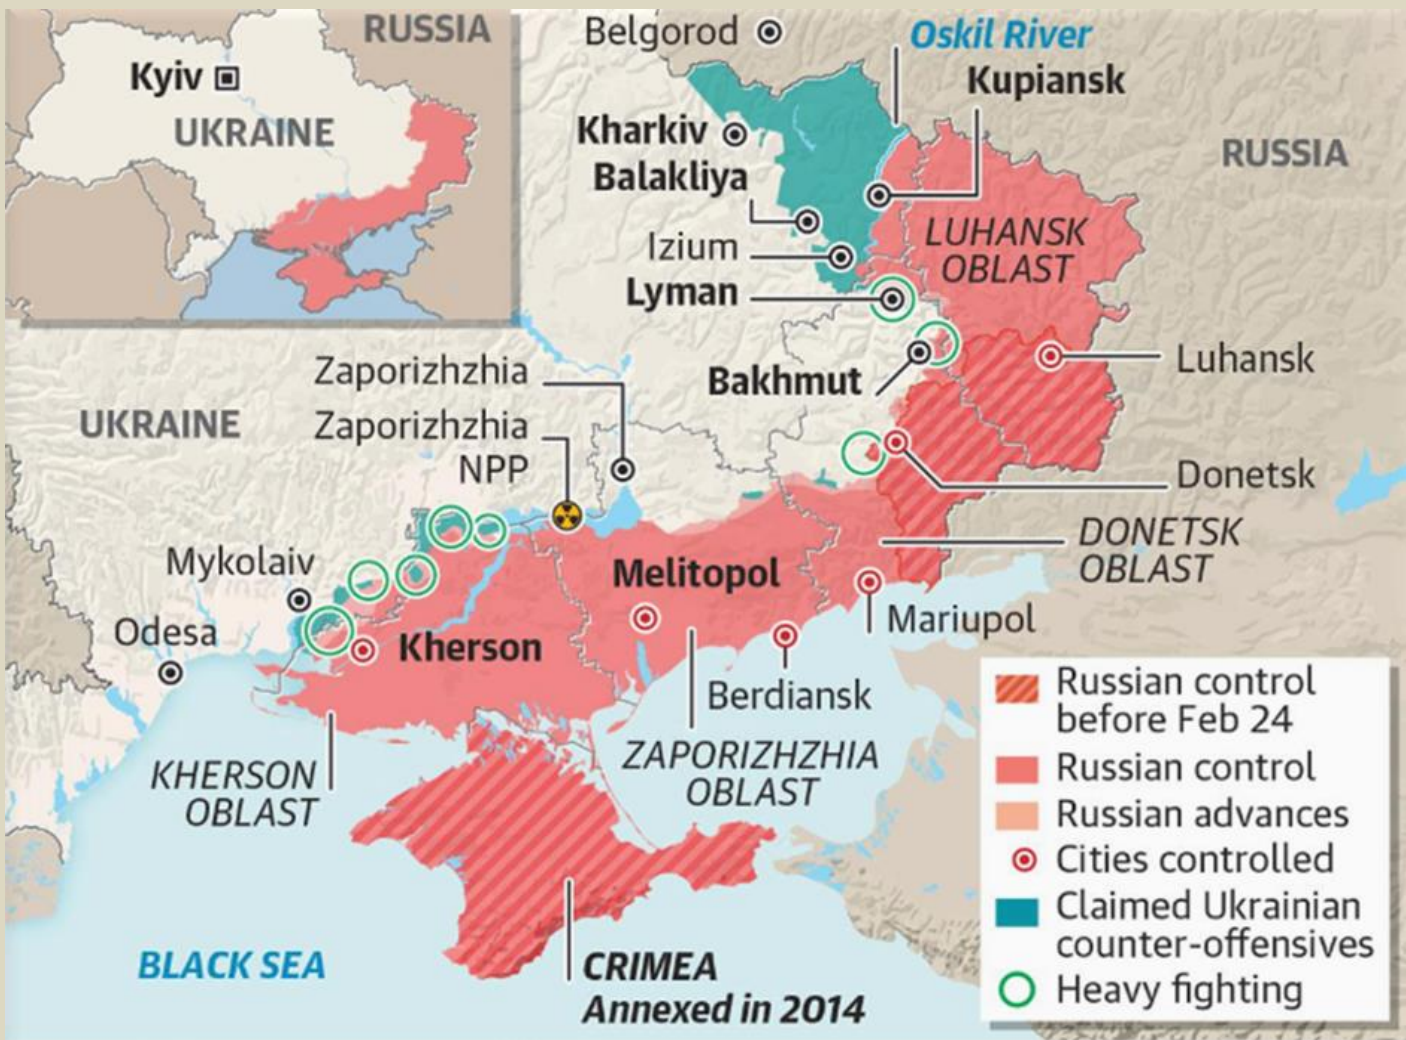 RUSSIA
Kyiv
UKRAINE
Belgorod
Oskil River
Kupiansk
Kharkiv
RUSSIA
Balakliya
Izium
LUHANSK
OBLAST
Lyman
Luhansk
Zaporizhzhia
Bakhmut
UKRAINE
Zaporizhzhia
NPP
Donetsk
DONETSK
OBLAST
Mykolaiv
Melitopol
Odesa
Kherson
Mariupol
Berdiansk
KHERSON
OBLAST
ZAPORIZHZHIA
OBLAST
BLACK SEA
CRIMEA
Annexed in 2014
Russian control
before Feb 24
Russian control
Russian advances
Cities controlled
Claimed Ukrainian
counter-offensives
Heavy fighting